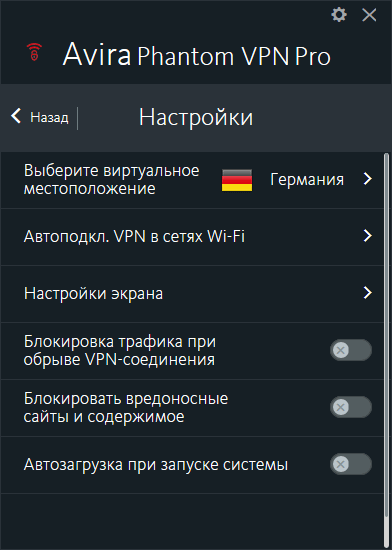 Avira Phantom VPN Pro
Назад
Настройки
Выберите виртуальное
местоположение
Германия
Автоподкл. VPN в сетях Wi-Fi
Настройки экрана
Блокировка трафика при
обрыве VPN-соединения
Блокировать вредоносные
сайты и содержимое
Автозагрузка при запуске системы